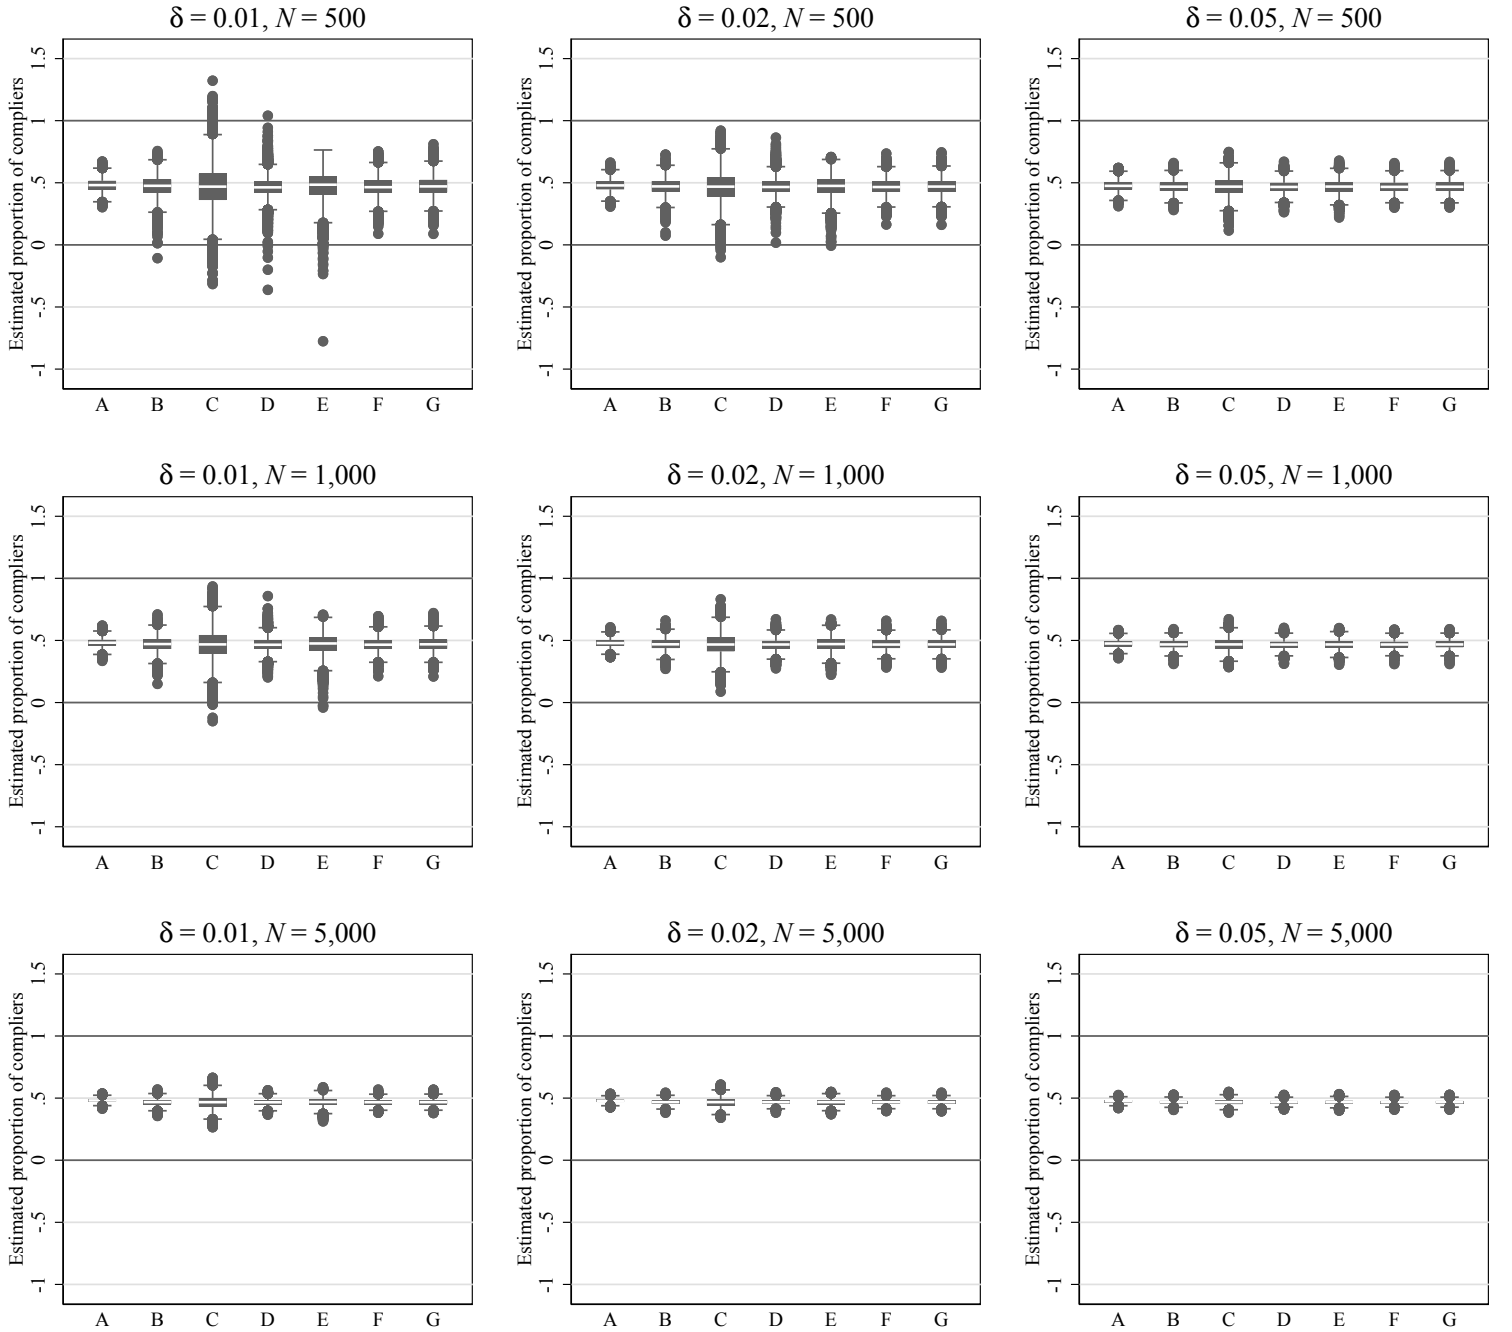 δ = 0.01, N = 500
Estimated proportion of compliers
1.5
1
.5
0
-.5
-1
A B C D E F G
δ = 0.02, N = 500
Estimated proportion of compliers
1.5
1
.5
0
-.5
-1
A B C D E F G
δ = 0.05, N = 500
Estimated proportion of compliers
1.5
1
.5
0
-.5
-1
A B C D E F G
δ = 0.01, N = 1,000
Estimated proportion of compliers
1.5
1
.5
0
-.5
-1
A B C D E F G
δ = 0.02, N = 1,000
Estimated proportion of compliers
1.5
1
.5
0
-.5
-1
A B C D E F G
δ = 0.05, N = 1,000
Estimated proportion of compliers
1.5
1
.5
0
-.5
-1
A B C D E F G
δ = 0.01, N = 5,000
Estimated proportion of compliers
1.5
1
.5
0
-.5
-1
A B C D E F G
δ = 0.02, N = 5,000
Estimated proportion of compliers
1.5
1
.5
0
-.5
-1
A B C D E F G
δ = 0.05, N = 5,000
Estimated proportion of compliers
1.5
1
.5
0
-.5
-1
A B C D E F G